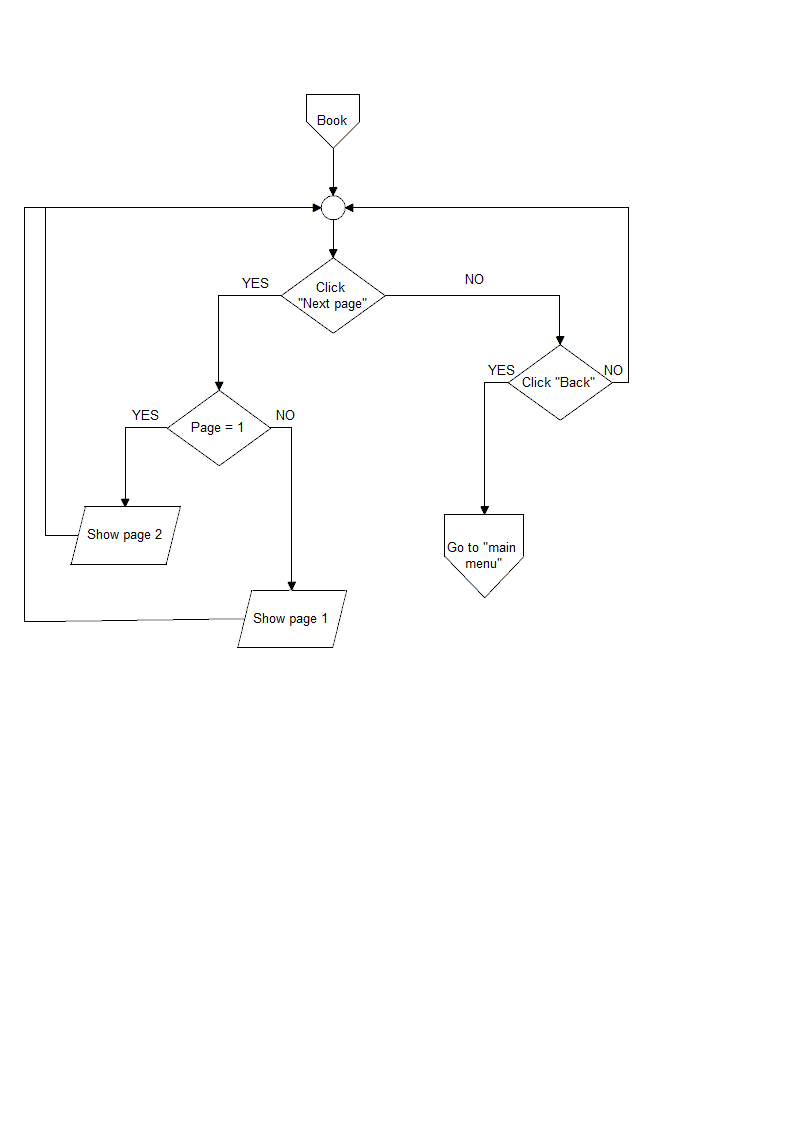 Book
YES
Click
"Next page"
NO
YES
Click "Back"
NO
YES
Page = 1
NO
Show page 2
Go to "main
menu"
Show page 1